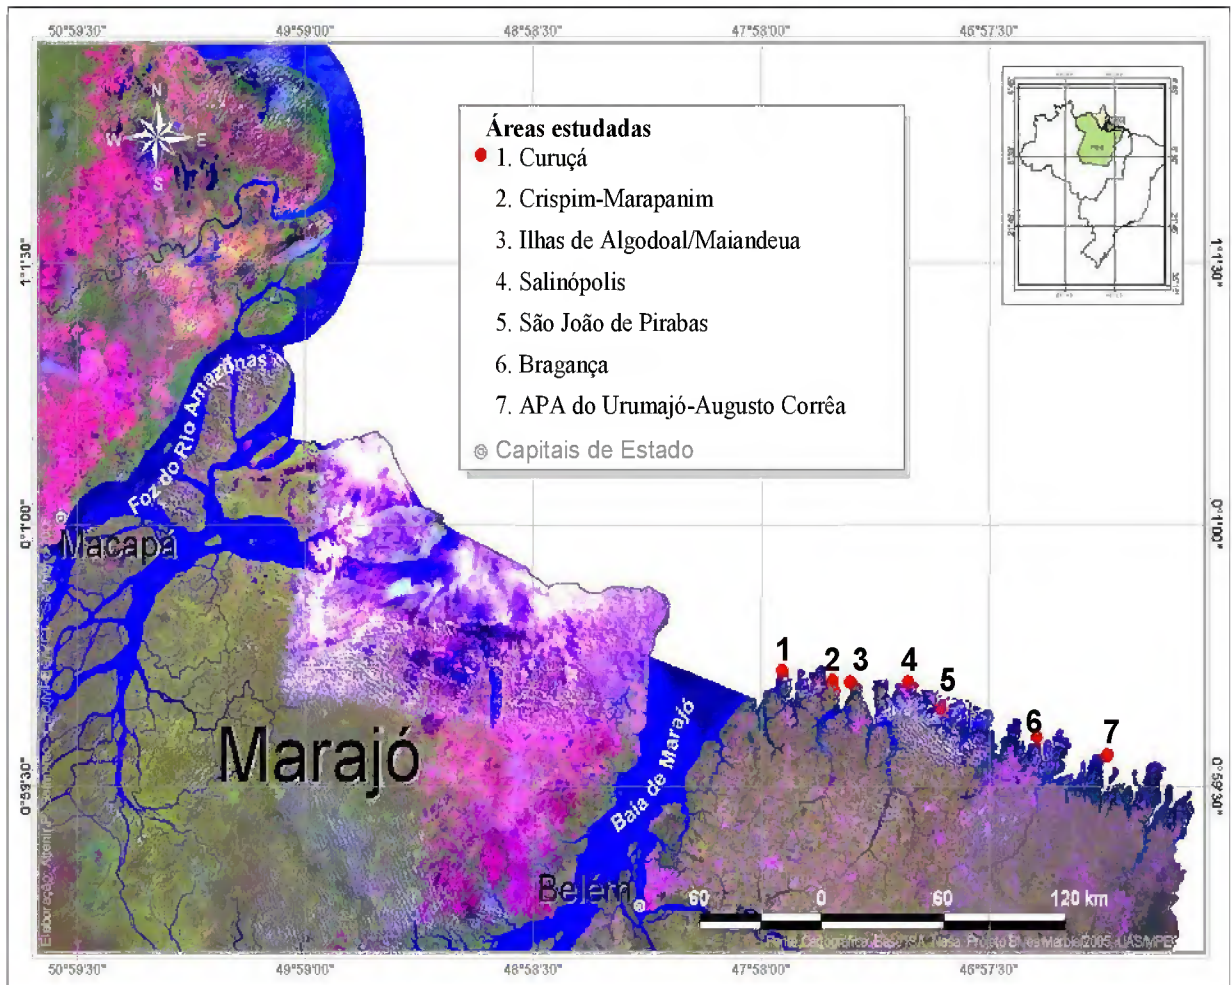 50°59'30" 49°59'00" 48°58'30" 47°58'00" 46°57'30"
N
W E
S
Áreas estudadas
1. Curuçá
2. Crispim-Marapanim
3. Ilhas de Algodoal/Maiandeua
4. Salinópolis
5. São João de Pirabas
6. Bragança
7. APA do Urumajó-Augusto Corrêa
Capitais de Estado
1°1'30"
1°1'30"
Foz do Rio Amazonas
0°1'00"
0°1'00"
Macapá
1 2 3 4 5 6 7
Marajó
Baia de Marajó
0°59'30"
0°59'30"
Belém
60 0 60 120 km
50°59'30" 49°59'00" 48°58'30" 47°58'00" 46°57'30"